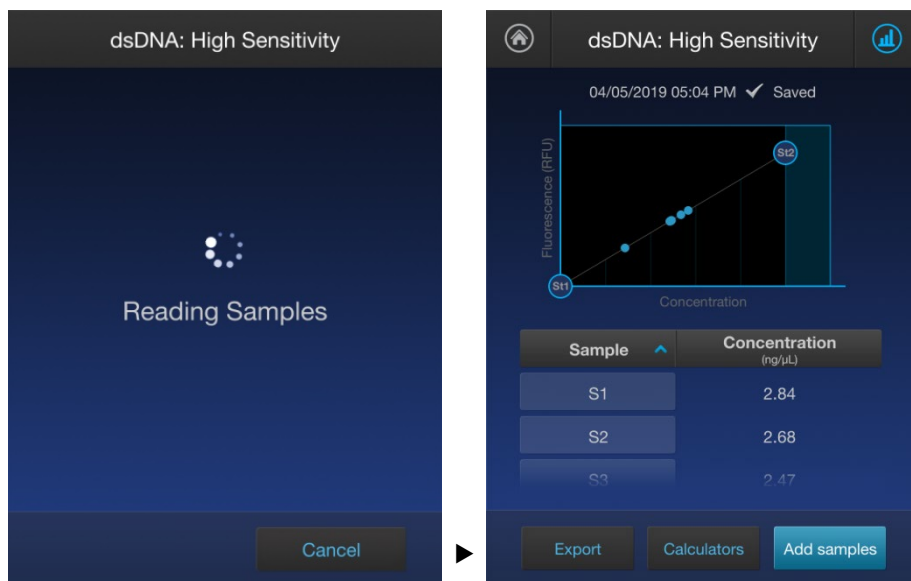 dsDNA: High Sensitivity
Reading Samples
Cancel
dsDNA: High Sensitivity
04/05/2019 05:04 PM Saved
Fluorescence (RFU)
St2
St1
Concentration
Sample Concentration
(ng/µL)
S1 2.84
S2 2.68
S3 2.47
Export Calculators Add samples